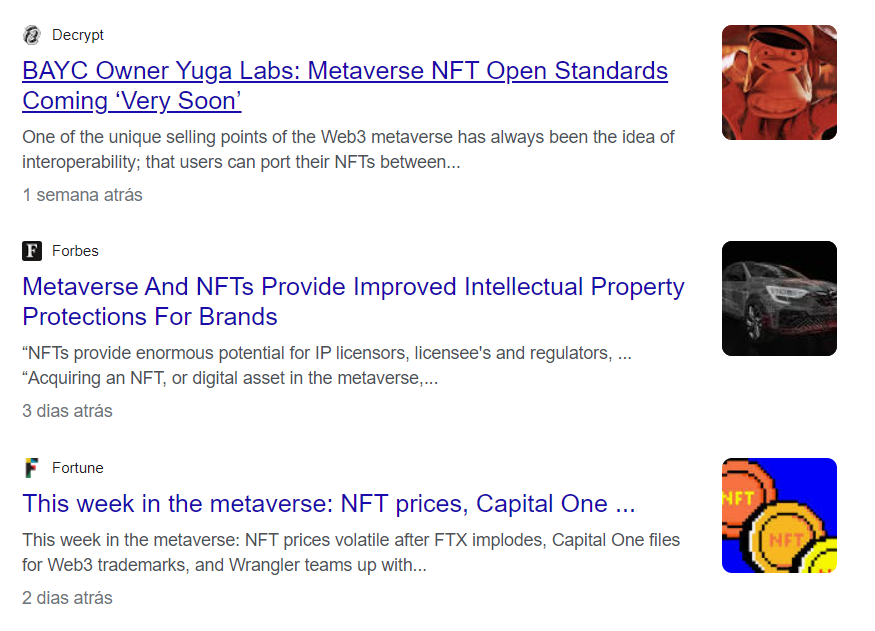 Decrypt
BAYC Owner Yuga Labs: Metaverse NFT Open Standards
Coming ‘Very Soon’
One of the unique selling points of the Web3 metaverse has always been the idea of
interoperability; that users can port their NFTs between...
1 semana atrás
F
Forbes
Metaverse And NFTs Provide Improved Intellectual Property
Protections For Brands
“NFTs provide enormous potential for IP licensors, licensee's and regulators, ...
“Acquiring an NFT, or digital asset in the metaverse,...
3 dias atrás
F
Fortune
This week in the metaverse: NFT prices, Capital One ...
This week in the metaverse: NFT prices volatile after FTX implodes, Capital One files
for Web3 trademarks, and Wrangler teams up with...
2 dias atrás
NFT
NFT